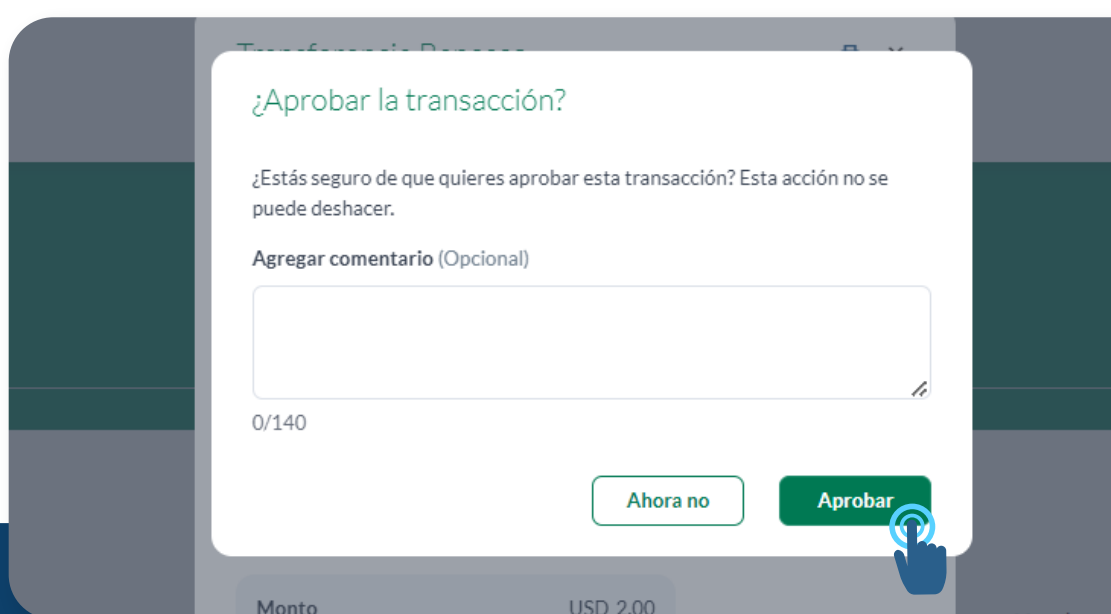 ¿Aprobar la transacción?
¿Estás seguro de que quieres aprobar esta transacción? Esta acción no se
puede deshacer.
Agregar comentario (Opcional)
0/140
Ahora no
Aprobar
Monto USD 2.00